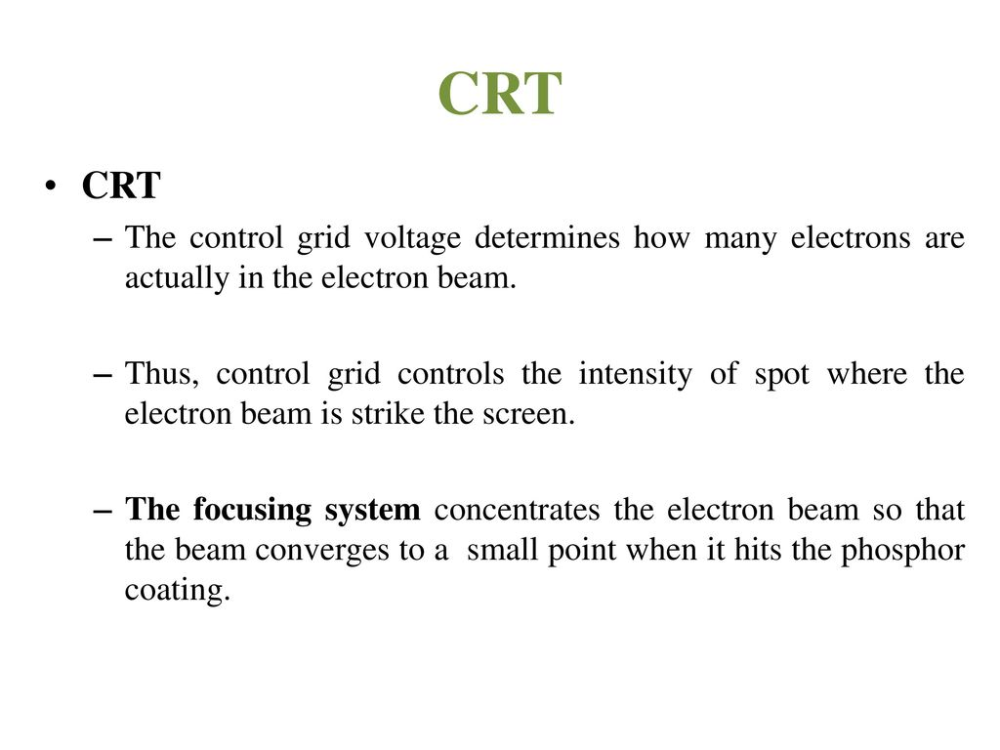 CRT
• CRT
– The control grid voltage determines how many electrons are
actually in the electron beam.
– Thus, control grid controls the intensity of spot where the
electron beam is strike the screen.
– The focusing system concentrates the electron beam so that
the beam converges to a  small point when it hits the phosphor
coating.